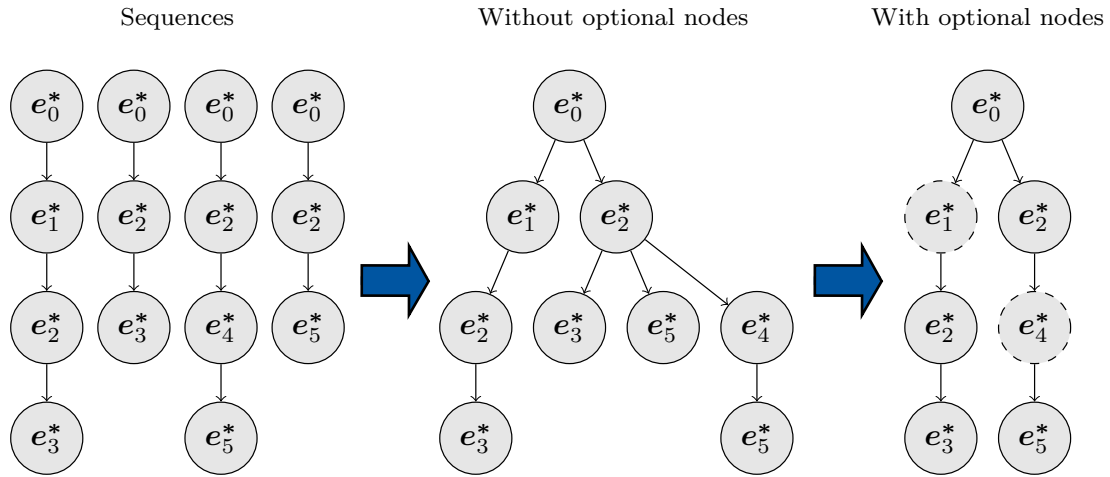 Sequences Without optional nodes With optional nodes
e*0 e*0 e*0 e*0 e*0 e*0
e*1 e*2 e*2 e*2 e*1 e*2 e*1 e*2
e*2 e*3 e*4 e*5 e*2 e*3 e*5 e*4 e*2 e*4
e*3 e*5 e*3 e*5 e*3 e*5